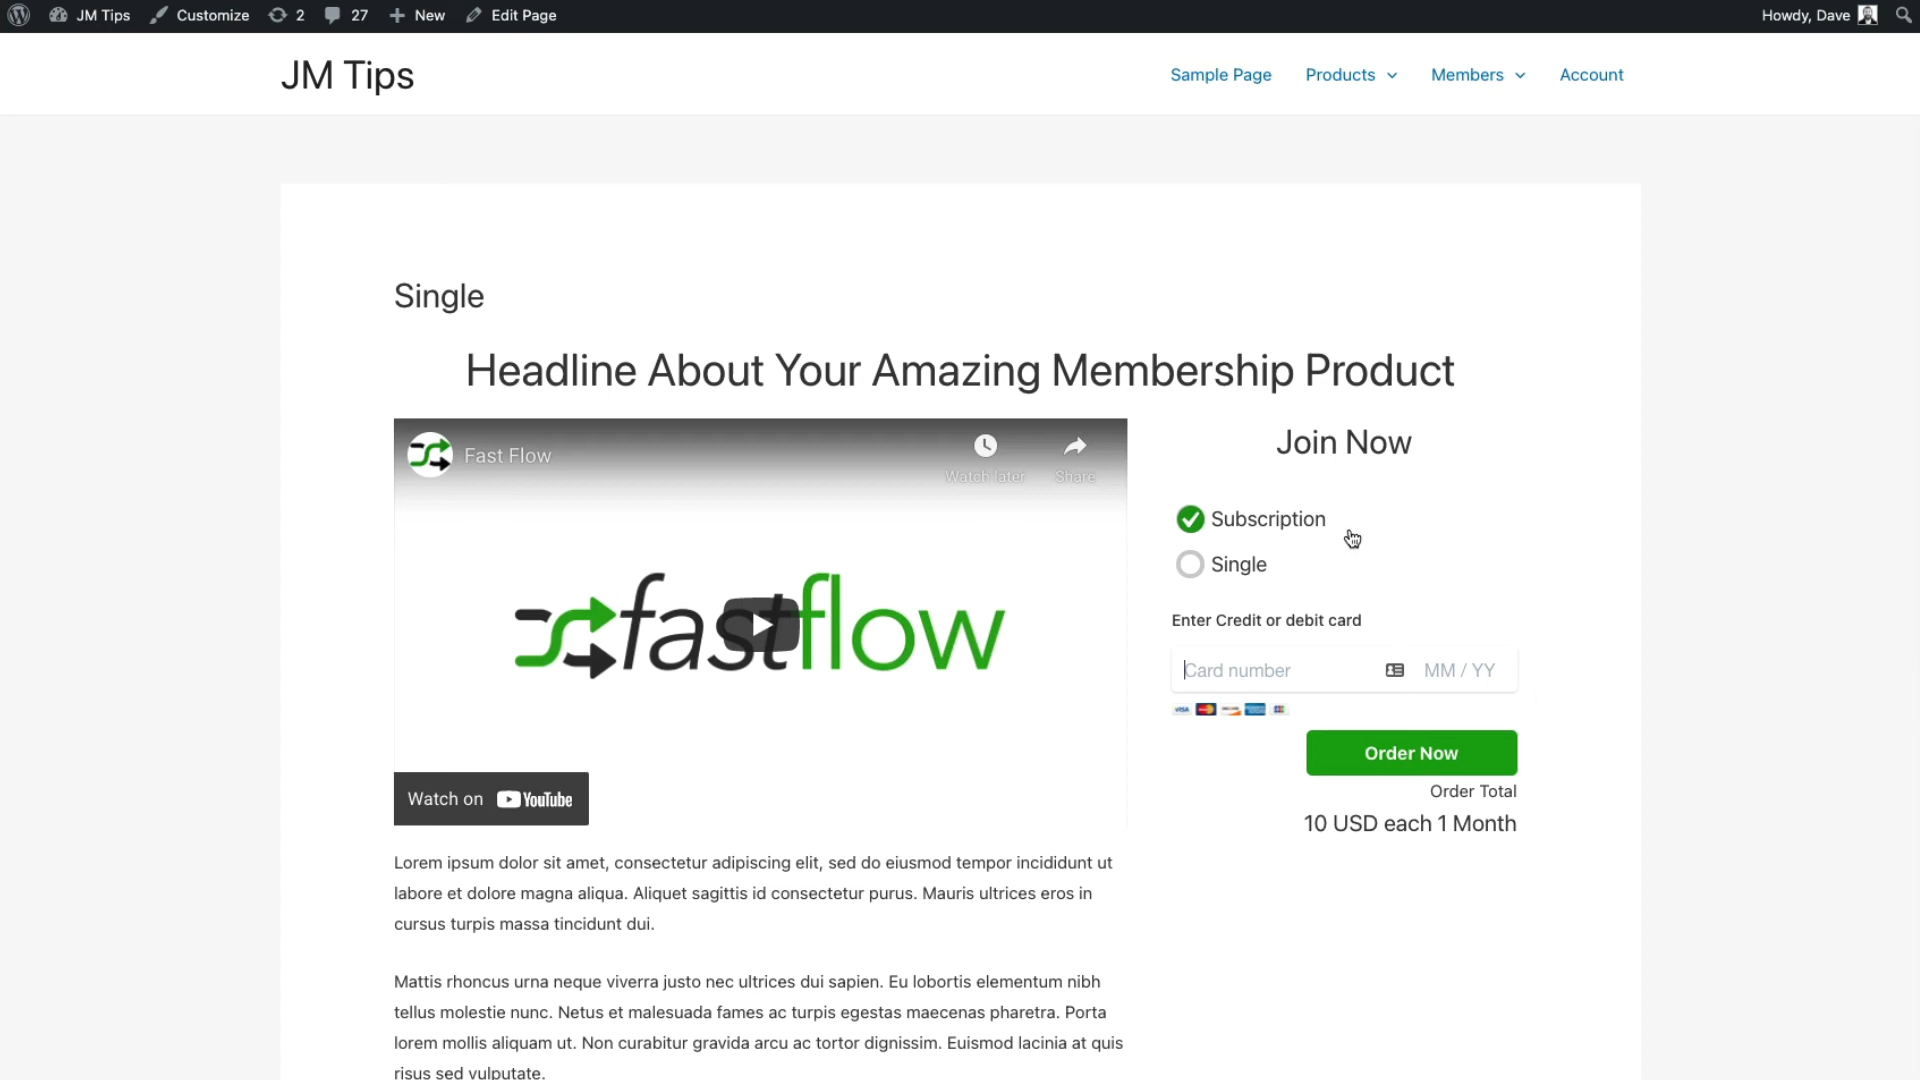 JM Tips Customize 2 27 New Edit Page Howdy, Dave
JM Tips
Sample Page Products Members Account
Single
Headline About Your Amazing Membership Product
Fast Flow
Watch later Share
fastflow
Watch on YouTube
Join Now
Subscription
Single
Enter Credit or debit card
Card number MM / YY
VISA
Order Now
Order Total
10 USD each 1 Month
Lorem ipsum dolor sit amet, consectetur adipiscing elit, sed do eiusmod tempor incididunt ut
labore et dolore magna aliqua. Aliquet sagittis id consectetur purus. Mauris ultrices eros in
cursus turpis massa tincidunt dui.
Mattis rhoncus urna neque viverra justo nec ultrices dui sapien. Eu lobortis elementum nibh
tellus molestie nunc. Netus et malesuada fames ac turpis egestas maecenas pharetra. Porta
lorem mollis aliquam ut. Non curabitur gravida arcu ac tortor dignissim. Euismod lacinia at quis
risus sed vulputate.